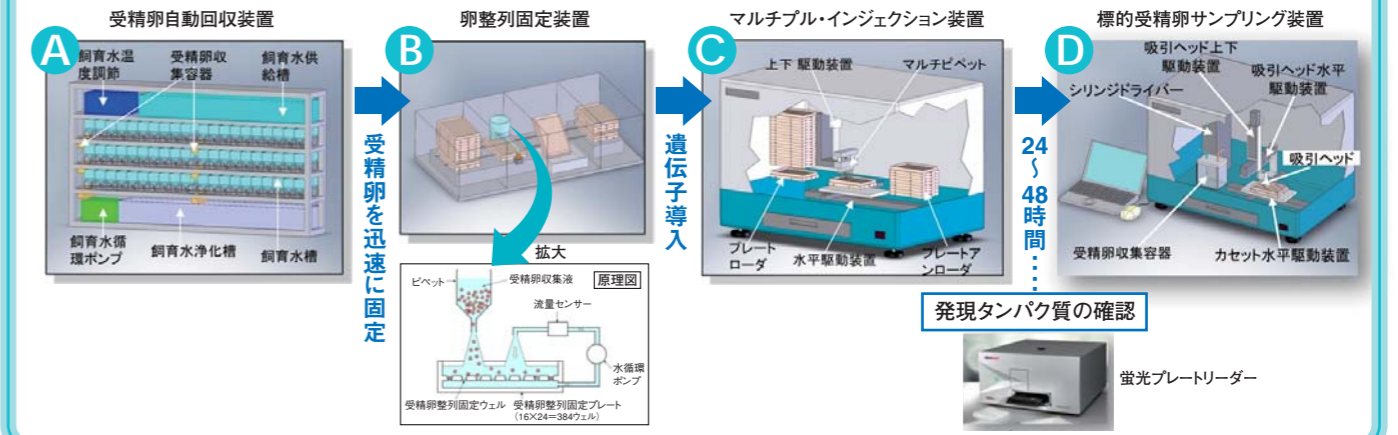 受精卵自動回収装置
A
飼育水温
度調節
受精卵収
集容器
飼育水供
給槽
飼育水循
環ポンプ
飼育水浄化槽
飼育水槽
受精卵を迅速に固定
卵整列固定装置
B
拡大
原理図
ピペット
受精卵収集液
流量センサー
水循環
ポンプ
受精卵整列固定ウェル
受精卵整列固定プレート
(16×24=384ウェル)
遺伝子導入
マルチプル・インジェクション装置
C
上下 駆動装置
マルチピペット
プレート
ローダ
水平駆動装置
プレートア
ンローダ
24～48時間……
標的受精卵サンプリング装置
D
吸引ヘッド上下
駆動装置
吸引ヘッド水平
駆動装置
シリンジドライバー
吸引ヘッド
受精卵収集容器
カセット水平駆動装置
発現タンパク質の確認
蛍光プレートリーダー